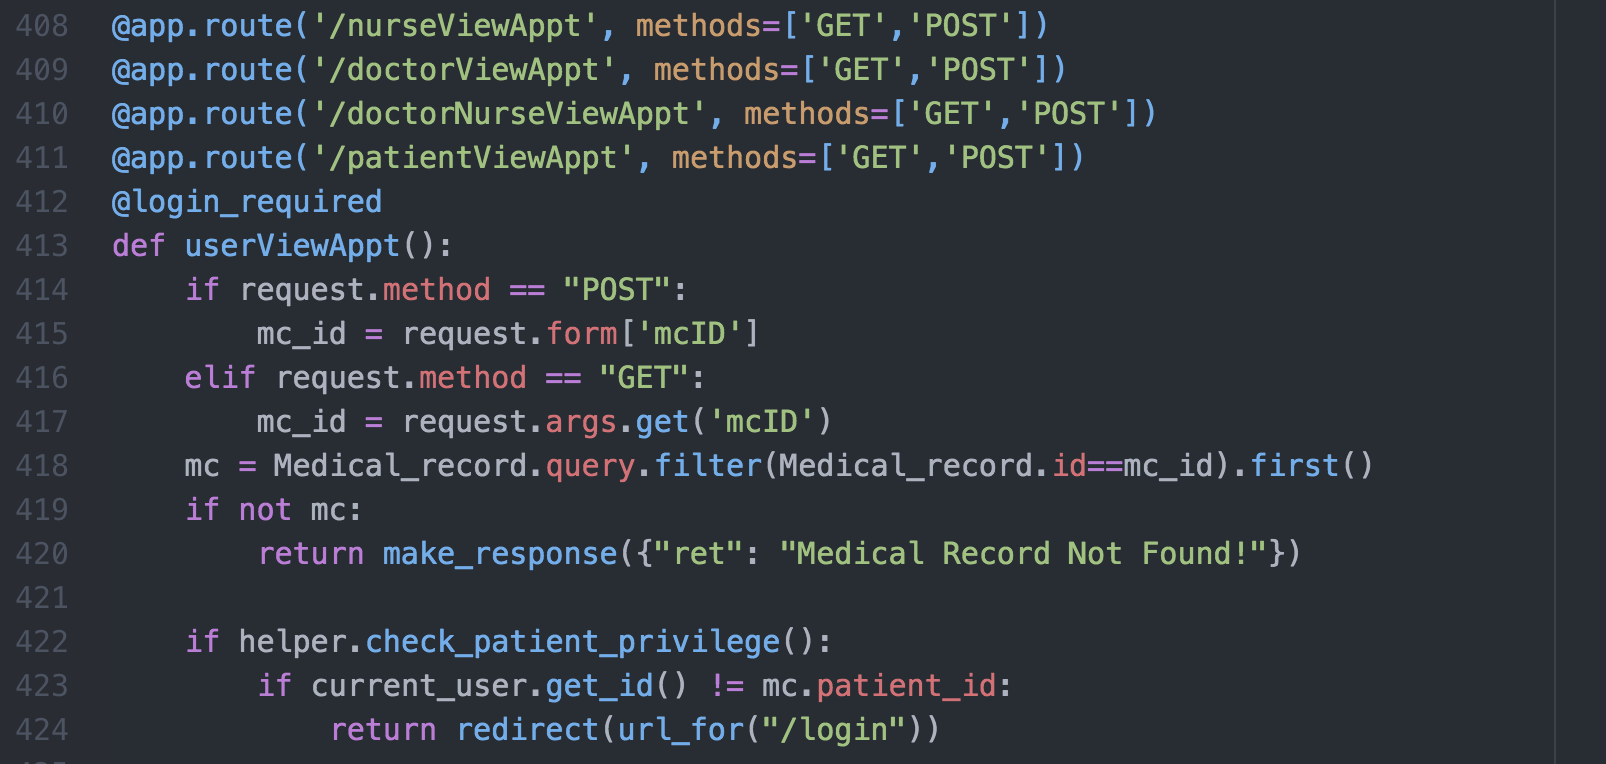 408 @app.route('/nurseViewAppt', methods=['GET','POST'])
409 @app.route('/doctorViewAppt', methods=['GET','POST'])
410 @app.route('/doctorNurseViewAppt', methods=['GET','POST'])
411 @app.route('/patientViewAppt', methods=['GET','POST'])
412 @login_required
413 def userViewAppt():
414     if request.method == "POST":
415         mc_id = request.form['mcID']
416     elif request.method == "GET":
417         mc_id = request.args.get('mcID')
418     mc = Medical_record.query.filter(Medical_record.id==mc_id).first()
419     if not mc:
420         return make_response({"ret": "Medical Record Not Found!"})
421
422     if helper.check_patient_privilege():
423         if current_user.get_id() != mc.patient_id:
424             return redirect(url_for("/login"))